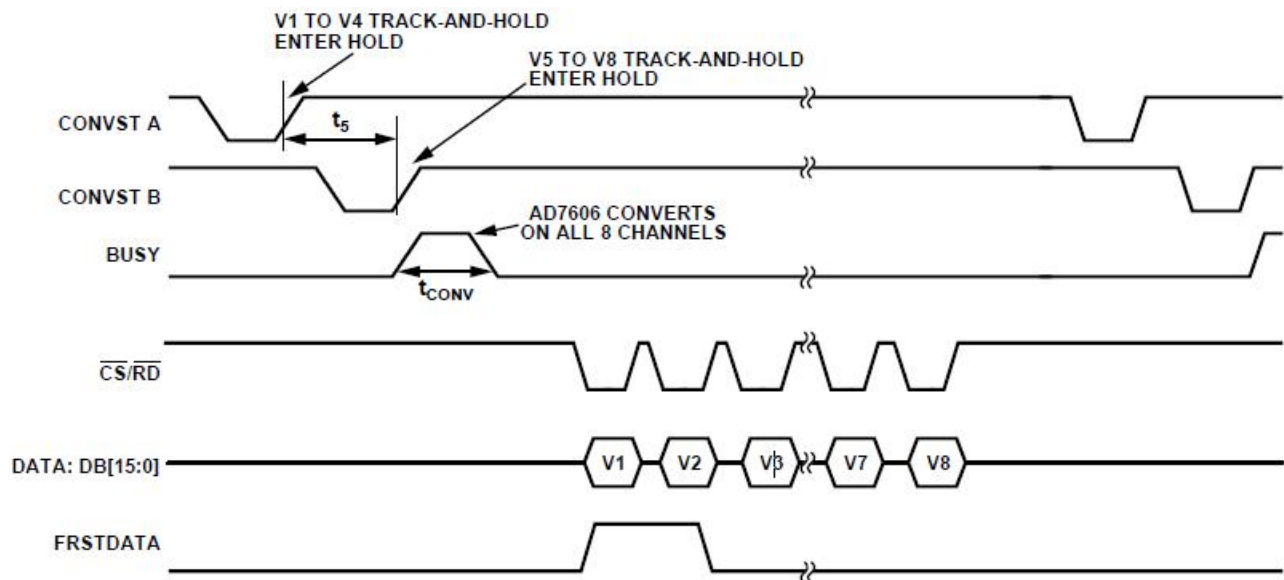 V1 TO V4 TRACK-AND-HOLD
ENTER HOLD
V5 TO V8 TRACK-AND-HOLD
ENTER HOLD
CONVST A
t5
CONVST B
AD7606 CONVERTS
ON ALL 8 CHANNELS
BUSY
tCONV
CS/RD
DATA: DB[15:0]
V1
V2
V3
V7
V8
FRSTDATA